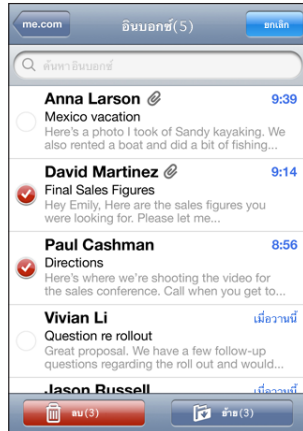 me.com
อินบอกซ์(5)
ยกเลิก
ค้นหาอินบอกซ์
Anna Larson
9:39
Mexico vacation
Here's a photo I took of Sandy kayaking. We
also rented a boat and did a bit of fishing...
David Martinez
9:14
Final Sales Figures
Hey Emily, Here are the sales figures you
were looking for. Please let me...
Paul Cashman
8:56
Directions
Here's where we're shooting the video for
the sales conference. Call when you get to...
Vivian Li
เมื่อวานนี้
Question re rollout
Great proposal. We have a few follow-up
questions regarding the roll out and would...
Jason Russell
เมื่อวานนี้
ลบ(3)
ย้าย(3)